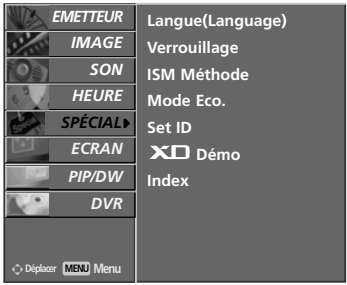 EMETTEUR
IMAGE
SON
HEURE
SPÉCIAL
ECRAN
PIP/DW
DVR
Déplacer MENU Menu
Langue(Language)
Verrouillage
ISM Méthode
Mode Eco.
Set ID
XD Démo
Index